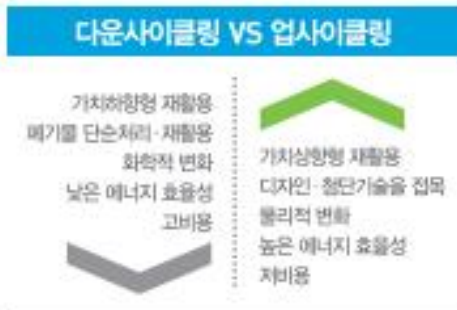 다운사이클링 VS 업사이클링
가치하향형 재활용
폐기물 단순처리·재활용
화학적 변화
낮은 에너지 효율성
고비용
가치상향형 재활용
디자인·첨단기술을 접목
물리적 변화
높은 에너지 효율성
저비용